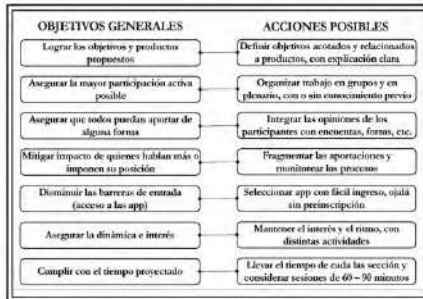 OBJETIVOS GENERALES
ACCIONES POSIBLES
Lograr los objetivos y productos
propuestos
Definir objetivos acotados y relacionados
a productos, con explicación clara
Asegurar la mayor participación activa
posible
Organizar trabajo en grupos y en
plenario, con o sin conocimiento previo
Asegurar que todos puedan aportar de
alguna forma
Integrar las opiniones de los
participantes con encuentas, forms, etc.
Mitigar impacto de quienes hablan más o
imponen su posición
Fragmentar las aportaciones y
monitorear los procesos
Disminuir las barreras de entrada
(acceso a las app)
Seleccionar app con fácil ingreso, ojalá
sin preinscripción
Asegurar la dinámica e interés
Mantener el interés y el ritmo, con
distintas actividades
Cumplir con el tiempo proyectado
Llevar el tiempo de cada las sección y
considerar sesiones de 60 – 90 minutos